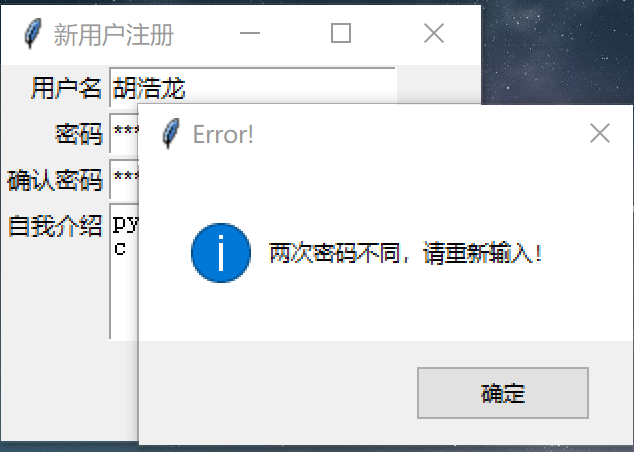 新用户注册
用户名 胡浩龙
密码 ***
确认密码 ***
自我介绍 py
c
Error!
两次密码不同，请重新输入！
确定